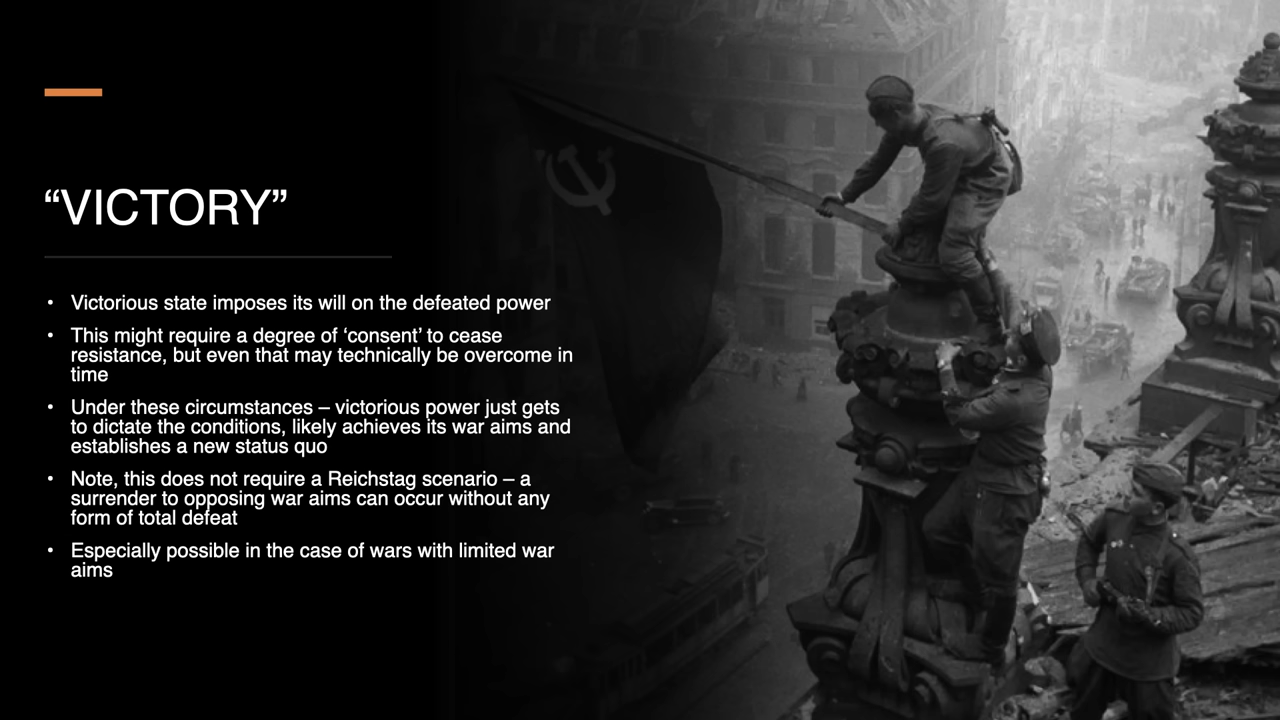 “VICTORY”
• Victorious state imposes its will on the defeated power
• This might require a degree of ‘consent’ to cease
resistance, but even that may technically be overcome in
time
• Under these circumstances – victorious power just gets
to dictate the conditions, likely achieves its war aims and
establishes a new status quo
• Note, this does not require a Reichstag scenario – a
surrender to opposing war aims can occur without any
form of total defeat
• Especially possible in the case of wars with limited war
aims